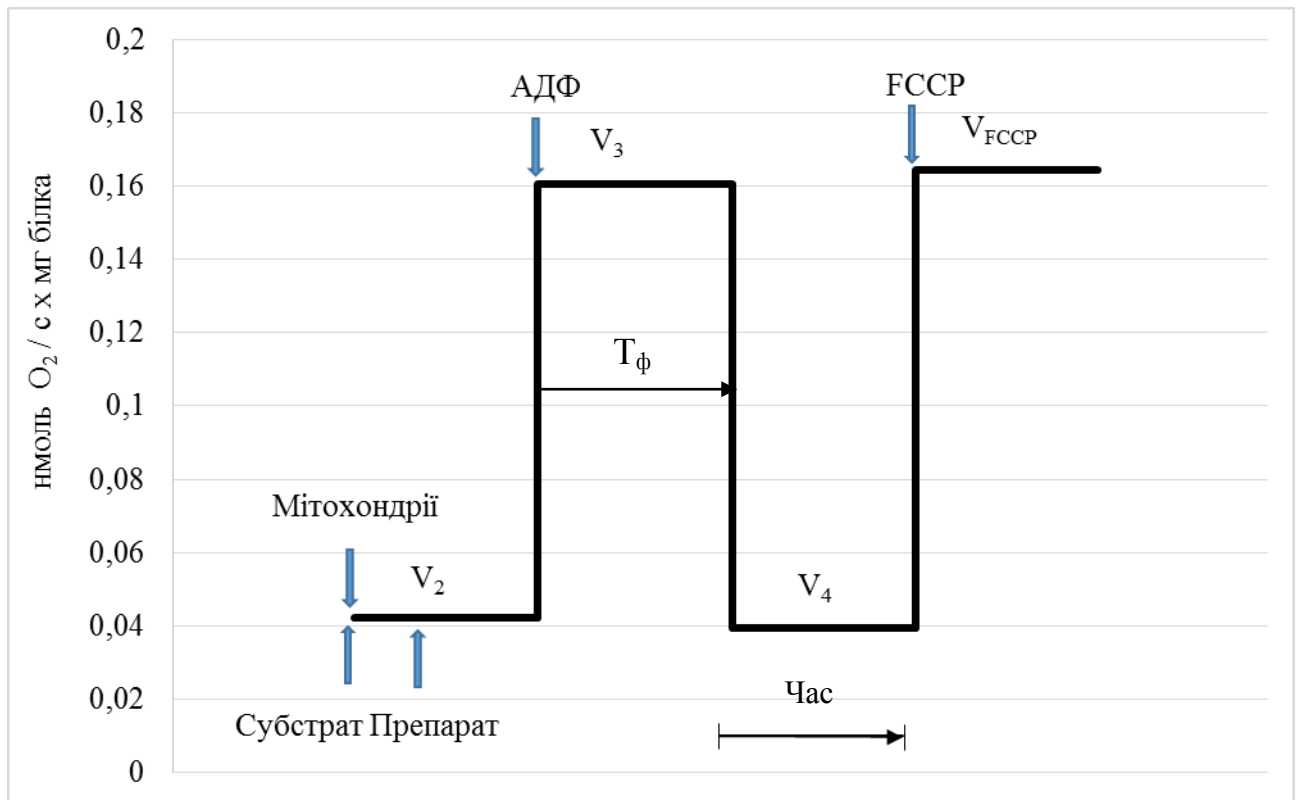 0,2
0,18
0,16
0,14
0,12
0,1
0,08
0,06
0,04
0,02
0
нмоль O₂ / с х мг білка
АДФ
V₃
FCCP
V_FCCP
Tф
Мітохондрії
V₂
V₄
Субстрат Препарат
Час